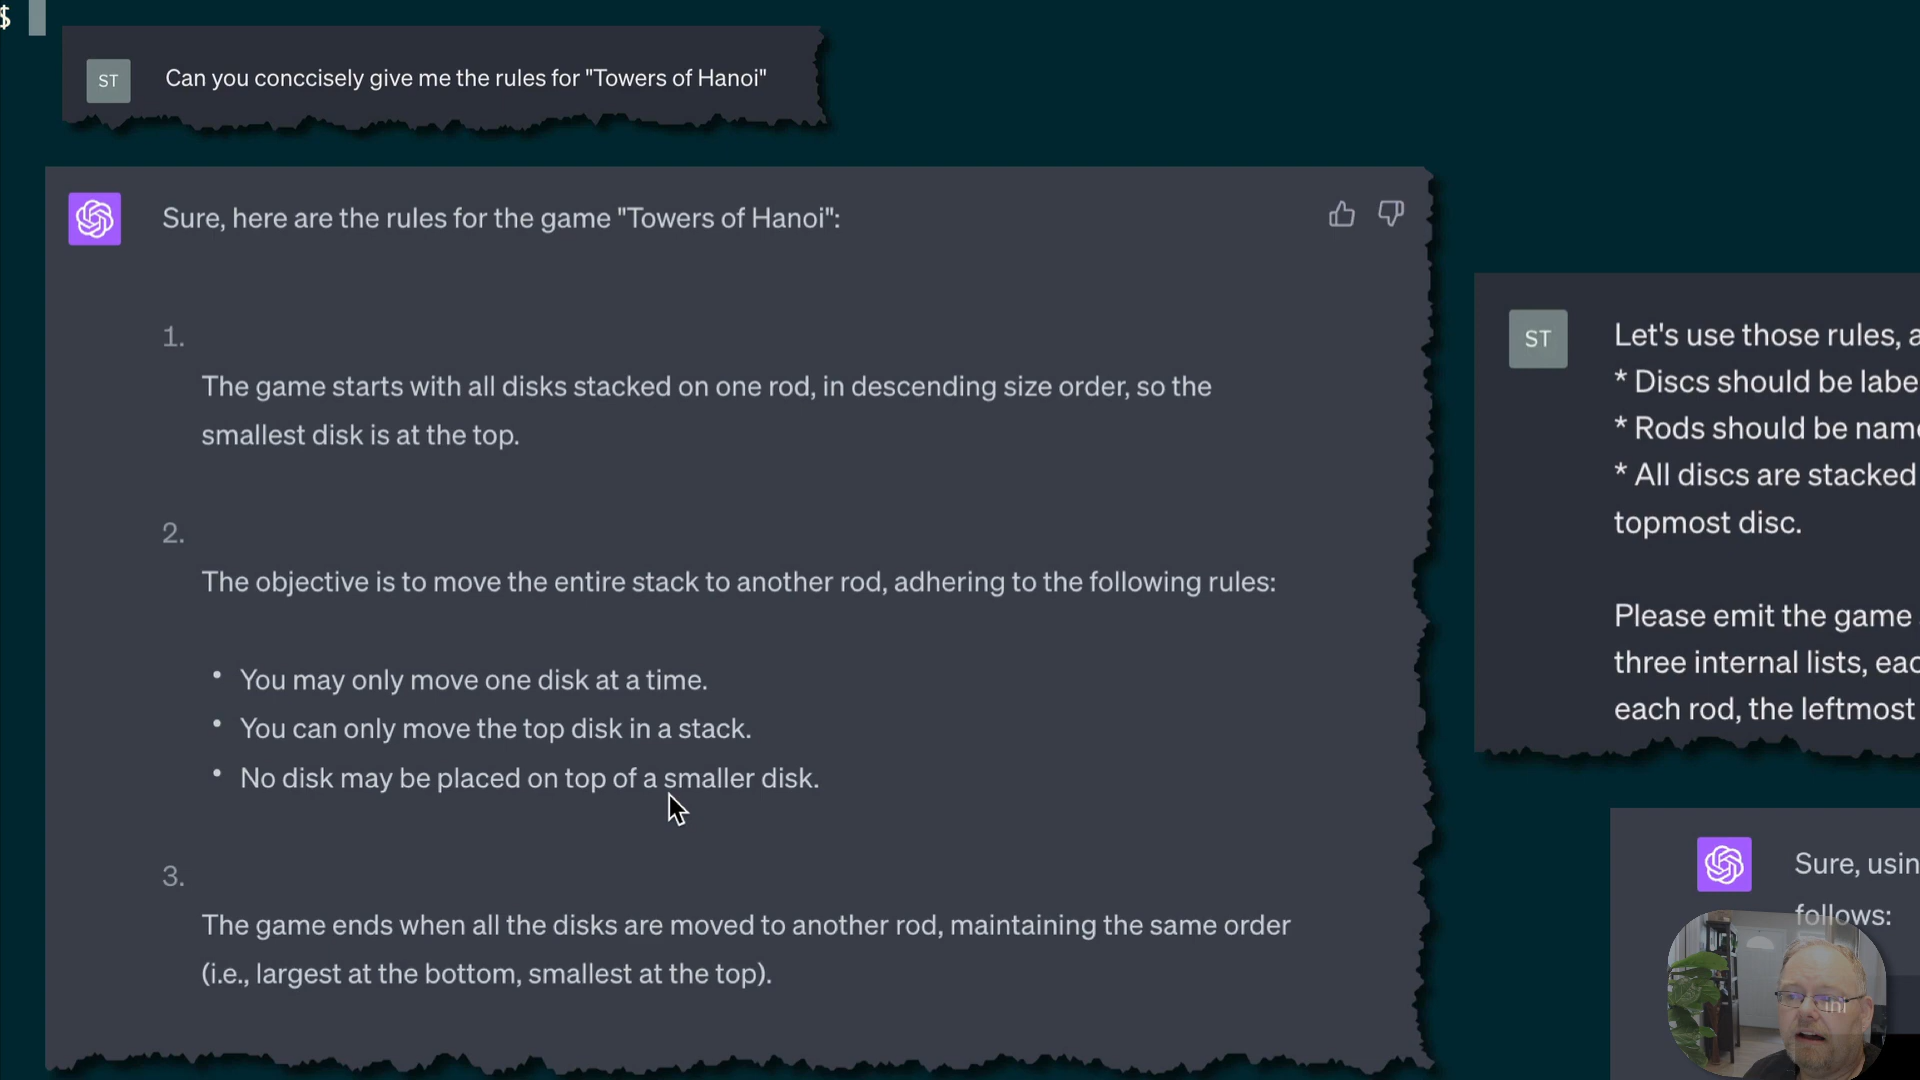 $
ST
Can you conccisely give me the rules for "Towers of Hanoi"
Sure, here are the rules for the game "Towers of Hanoi":
1.
The game starts with all disks stacked on one rod, in descending size order, so the
smallest disk is at the top.
2.
The objective is to move the entire stack to another rod, adhering to the following rules:
• You may only move one disk at a time.
• You can only move the top disk in a stack.
• No disk may be placed on top of a smaller disk.
3.
The game ends when all the disks are moved to another rod, maintaining the same order
(i.e., largest at the bottom, smallest at the top).
ST
Let's use those rules, a
* Discs should be labe
* Rods should be nam
* All discs are stacked
topmost disc.
Please emit the game
three internal lists, eac
each rod, the leftmost
Sure, usin
follows: